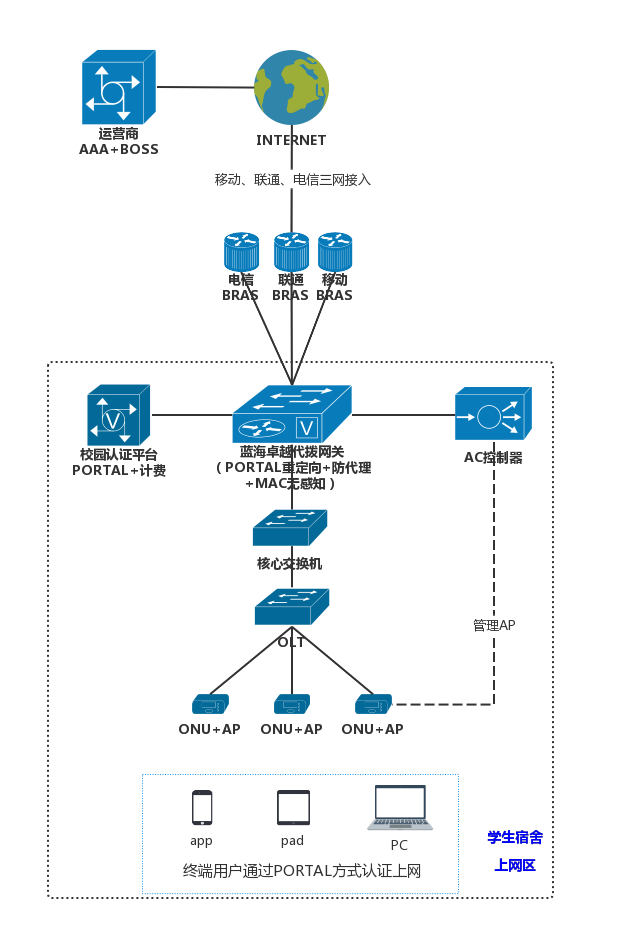 运营商
AAA+BOSS
INTERNET
移动、联通、电信三网接入
电信
BRAS
联通
BRAS
移动
BRAS
校园认证平台
PORTAL+计费
V
V
蓝海卓越代拨网关
（PORTAL重定向+防代理
+MAC无感知）
AC控制器
核心交换机
OLT
管理AP
ONU+AP
ONU+AP
ONU+AP
app
pad
PC
终端用户通过PORTAL方式认证上网
学生宿舍
上网区